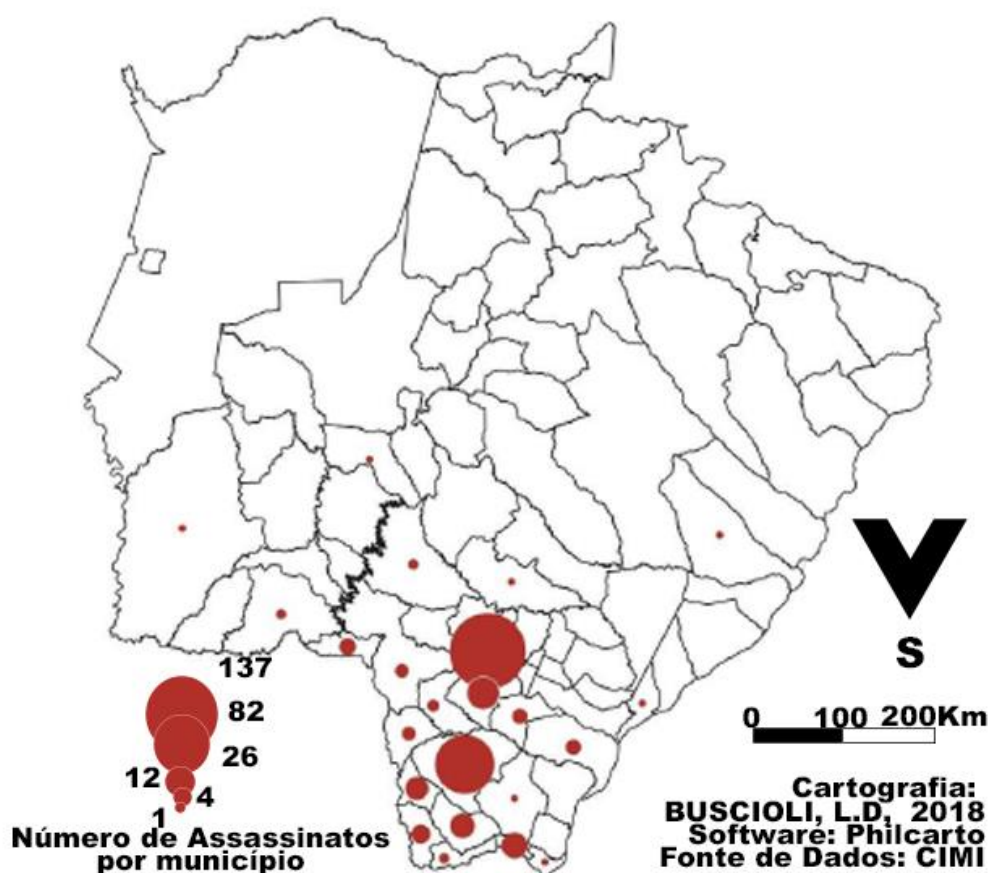 S
0 100 200Km
137
82
26
12
4
1
Número de Assassinatos
por município
Cartografia:
BUSCIOLI, L.D, 2018
Software: Philcarto
Fonte de Dados: CIMI